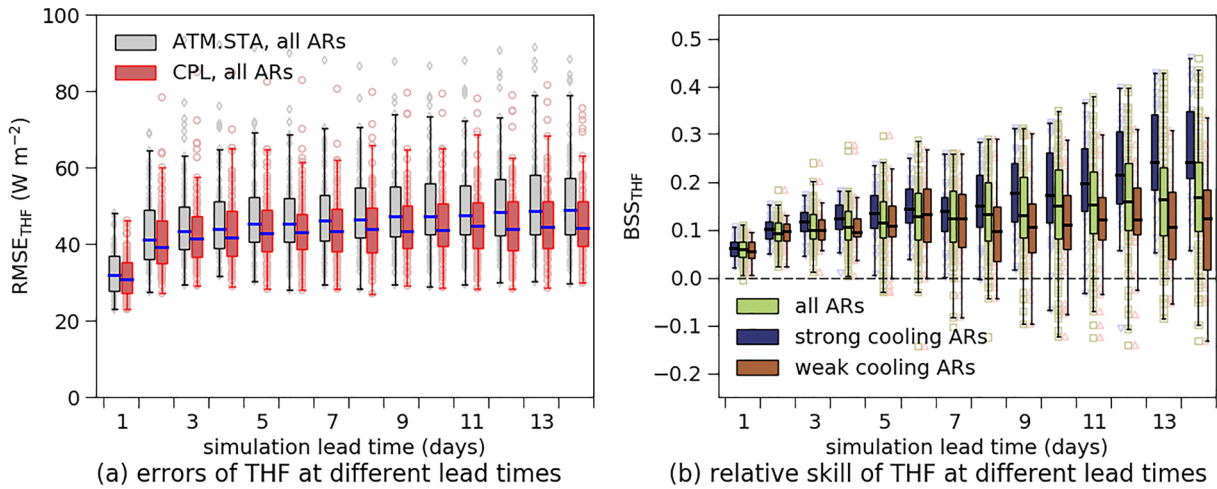 100
80
60
40
20
0
RMSE_THF (W m⁻²)
ATM.STA, all ARs
CPL, all ARs
1 3 5 7 9 11 13
simulation lead time (days)
(a) errors of THF at different lead times
0.5
0.4
0.3
0.2
0.1
0.0
−0.1
−0.2
BSS_THF
all ARs
strong cooling ARs
weak cooling ARs
1 3 5 7 9 11 13
simulation lead time (days)
(b) relative skill of THF at different lead times